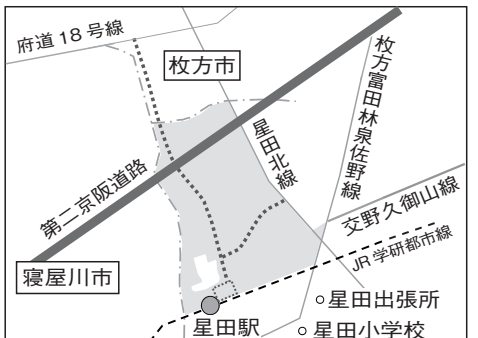 府道18号線
枚方市
星田北線
枚方富田林泉佐野線
第二京阪道路
交野久御山線
JR学研都市線
寝屋川市
星田出張所
星田駅
星田小学校